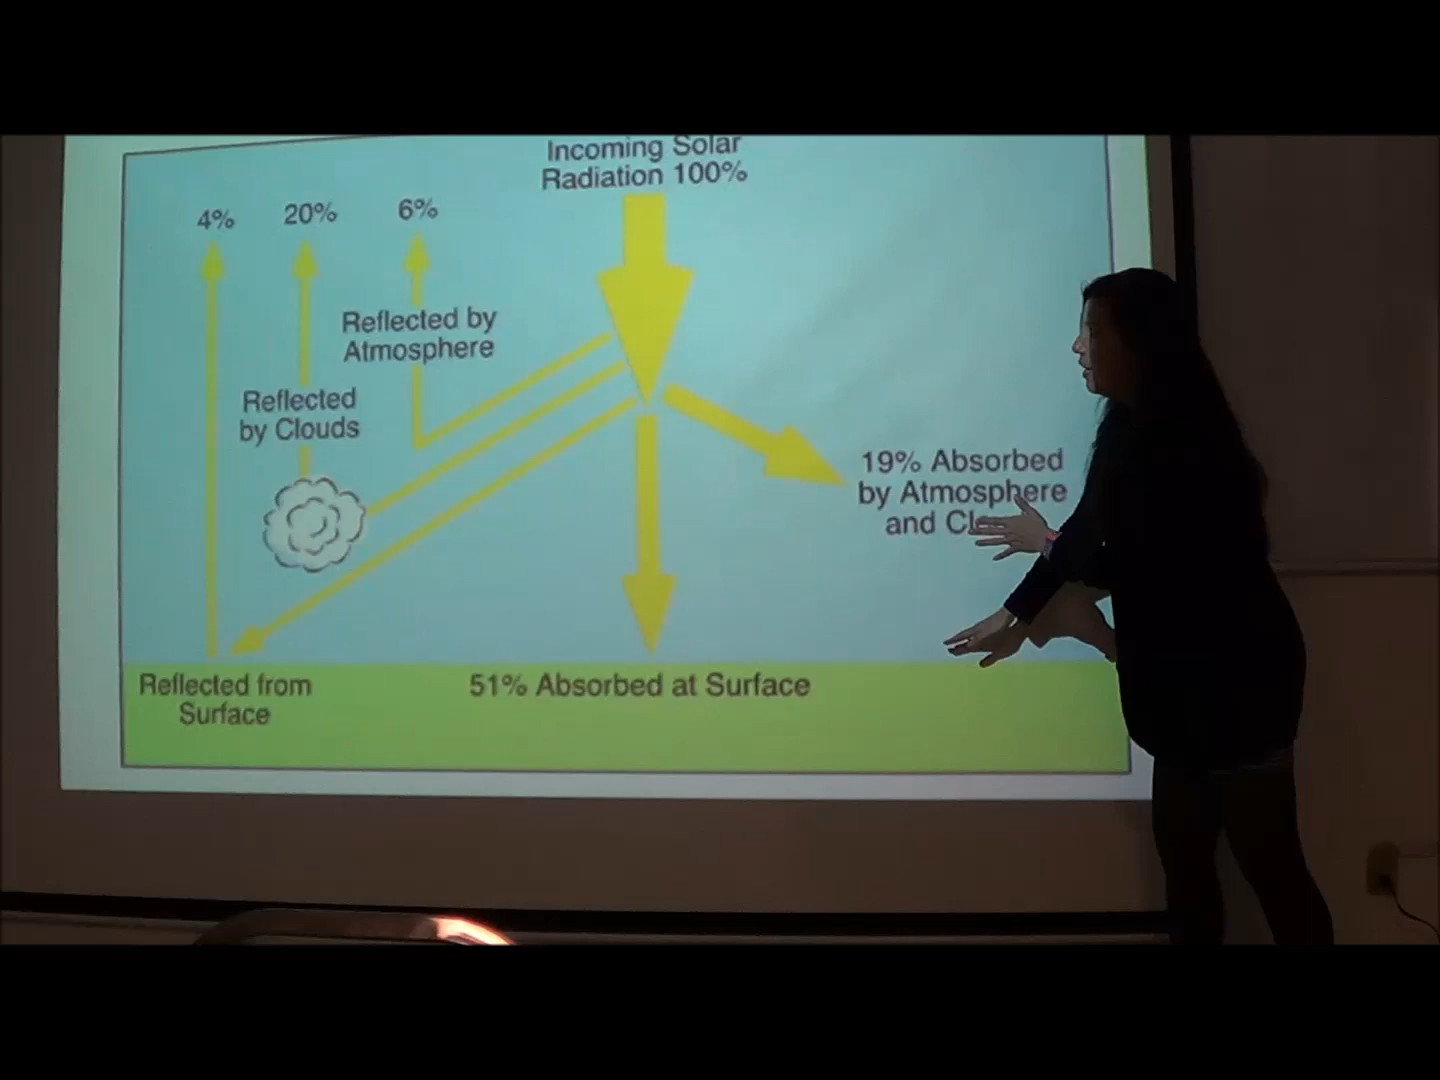 Incoming Solar
Radiation 100%
4%
20%
6%
Reflected by
Atmosphere
Reflected
by Clouds
19% Absorbed
by Atmosphere
and
Reflected from
Surface
51% Absorbed at Surface